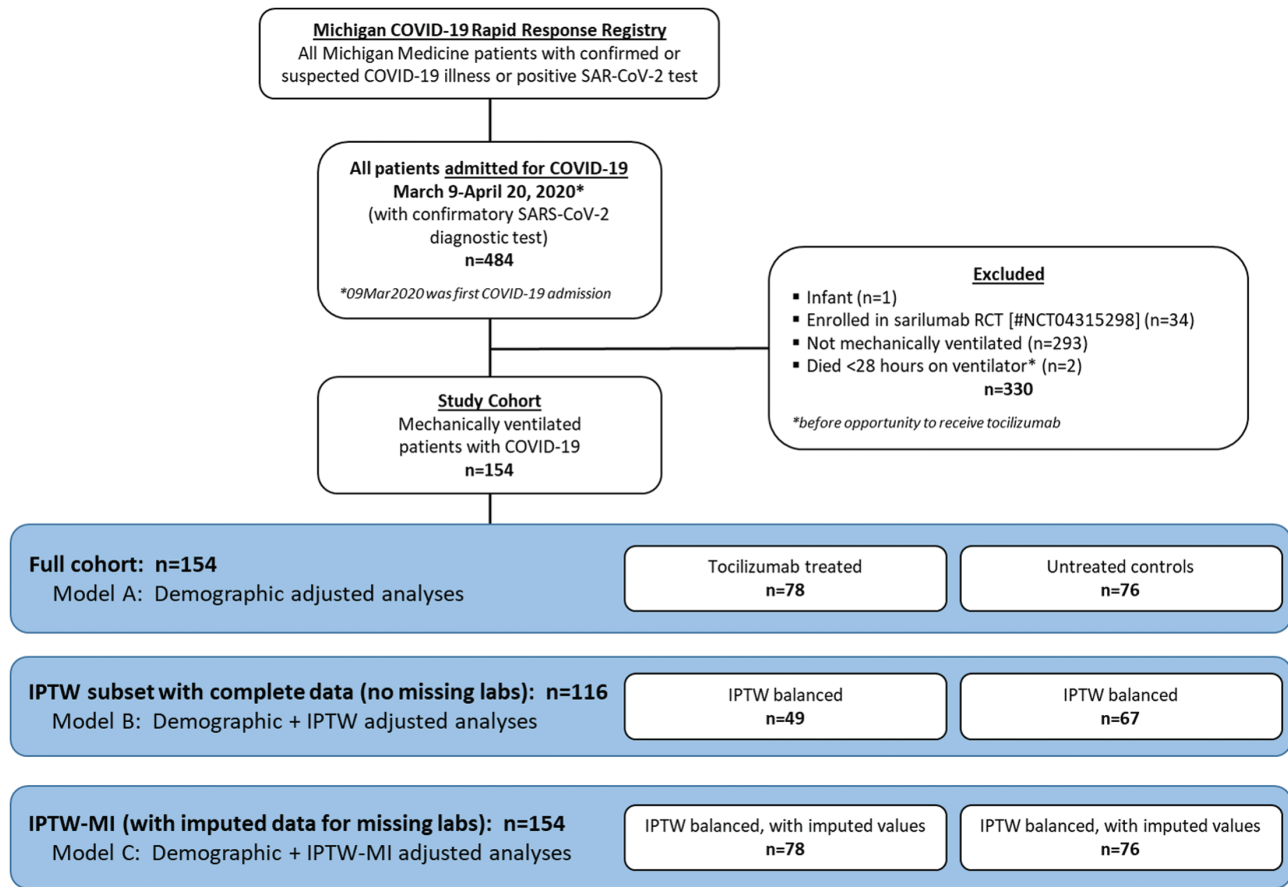 Michigan COVID-19 Rapid Response Registry
All Michigan Medicine patients with confirmed or
suspected COVID-19 illness or positive SAR-CoV-2 test
All patients admitted for COVID-19
March 9-April 20, 2020*
(with confirmatory SARS-CoV-2
diagnostic test)
n=484
*09Mar2020 was first COVID-19 admission
Excluded
▪ Infant (n=1)
▪ Enrolled in sarilumab RCT [#NCT04315298] (n=34)
▪ Not mechanically ventilated (n=293)
▪ Died <28 hours on ventilator* (n=2)
n=330
*before opportunity to receive tocilizumab
Study Cohort
Mechanically ventilated
patients with COVID-19
n=154
Full cohort: n=154
Model A: Demographic adjusted analyses
Tocilizumab treated
n=78
Untreated controls
n=76
IPTW subset with complete data (no missing labs): n=116
Model B: Demographic + IPTW adjusted analyses
IPTW balanced
n=49
IPTW balanced
n=67
IPTW-MI (with imputed data for missing labs): n=154
Model C: Demographic + IPTW-MI adjusted analyses
IPTW balanced, with imputed values
n=78
IPTW balanced, with imputed values
n=76